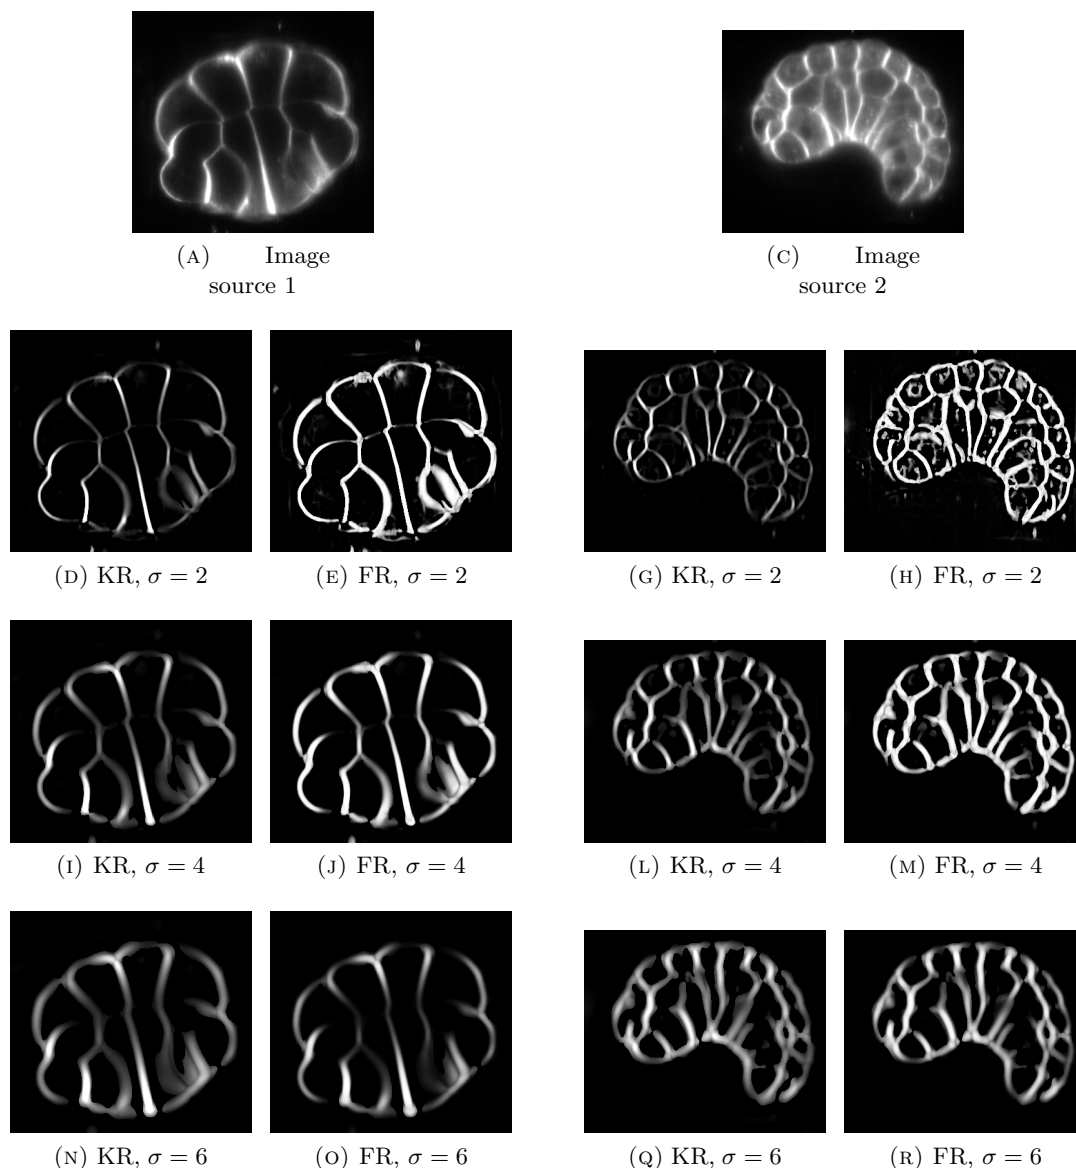 (A) Image
source 1
(C) Image
source 2
(D) KR, σ = 2
(E) FR, σ = 2
(G) KR, σ = 2
(H) FR, σ = 2
(I) KR, σ = 4
(J) FR, σ = 4
(L) KR, σ = 4
(M) FR, σ = 4
(N) KR, σ = 6
(O) FR, σ = 6
(Q) KR, σ = 6
(R) FR, σ = 6